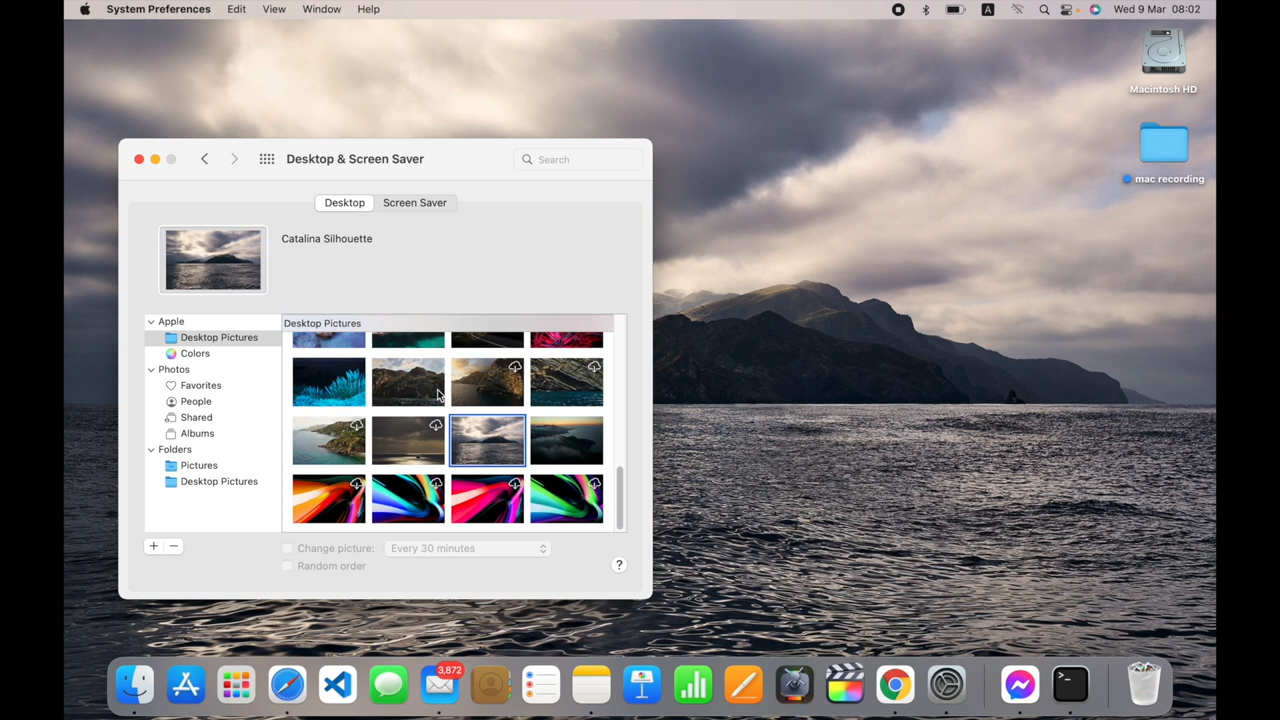 System Preferences Edit View Window Help
A
Wed 9 Mar 08:02
Macintosh HD
mac recording
Desktop & Screen Saver
Search
Desktop Screen Saver
Catalina Silhouette
Apple
Desktop Pictures
Colors
Photos
Favorites
People
Shared
Albums
Folders
Pictures
Desktop Pictures
Desktop Pictures
+ −
Change picture: Every 30 minutes
Random order
?
3,872
>_